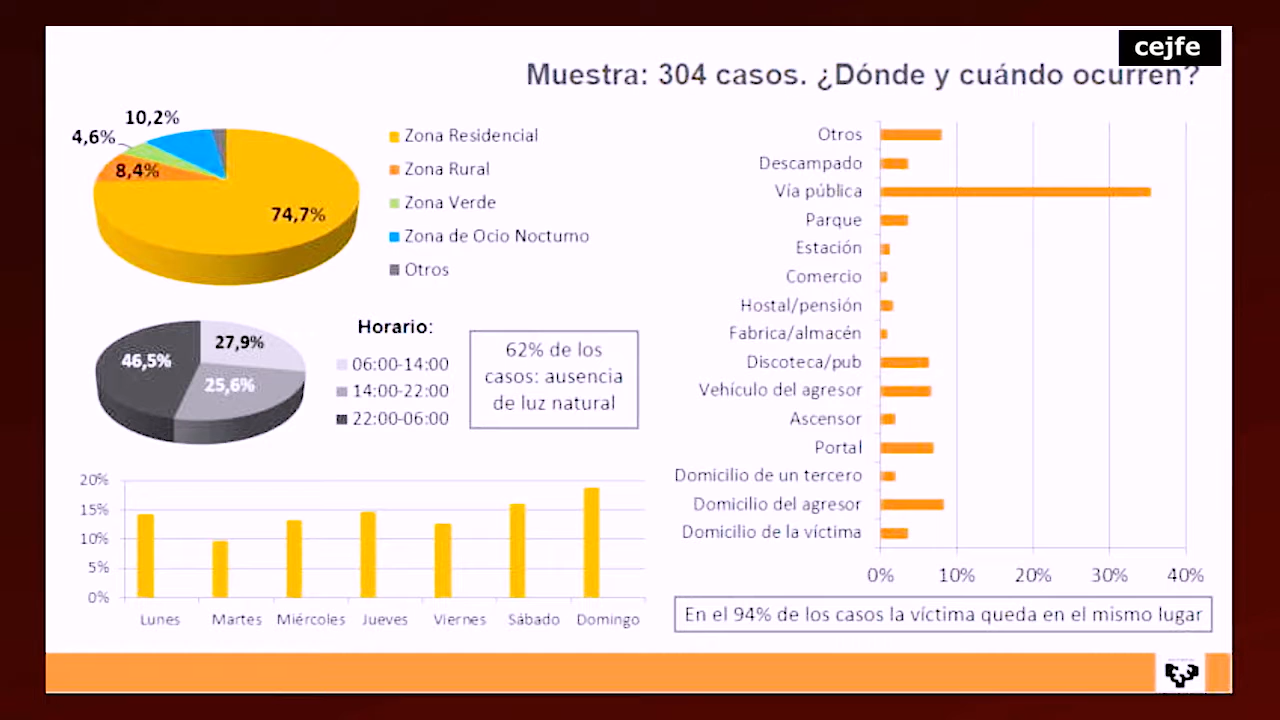 cejfe
Muestra: 304 casos. ¿Dónde y cuándo ocurren?
10,2%
4,6%
8,4%
74,7%
Zona Residencial
Zona Rural
Zona Verde
Zona de Ocio Nocturno
Otros
Horario:
46,5%
27,9%
25,6%
06:00-14:00
14:00-22:00
22:00-06:00
62% de los
casos: ausencia
de luz natural
20%
15%
10%
5%
0%
Lunes Martes Miércoles Jueves Viernes Sábado Domingo
Otros
Descampado
Vía pública
Parque
Estación
Comercio
Hostal/pensión
Fabrica/almacén
Discoteca/pub
Vehículo del agresor
Ascensor
Portal
Domicilio de un tercero
Domicilio del agresor
Domicilio de la víctima
0% 10% 20% 30% 40%
En el 94% de los casos la víctima queda en el mismo lugar